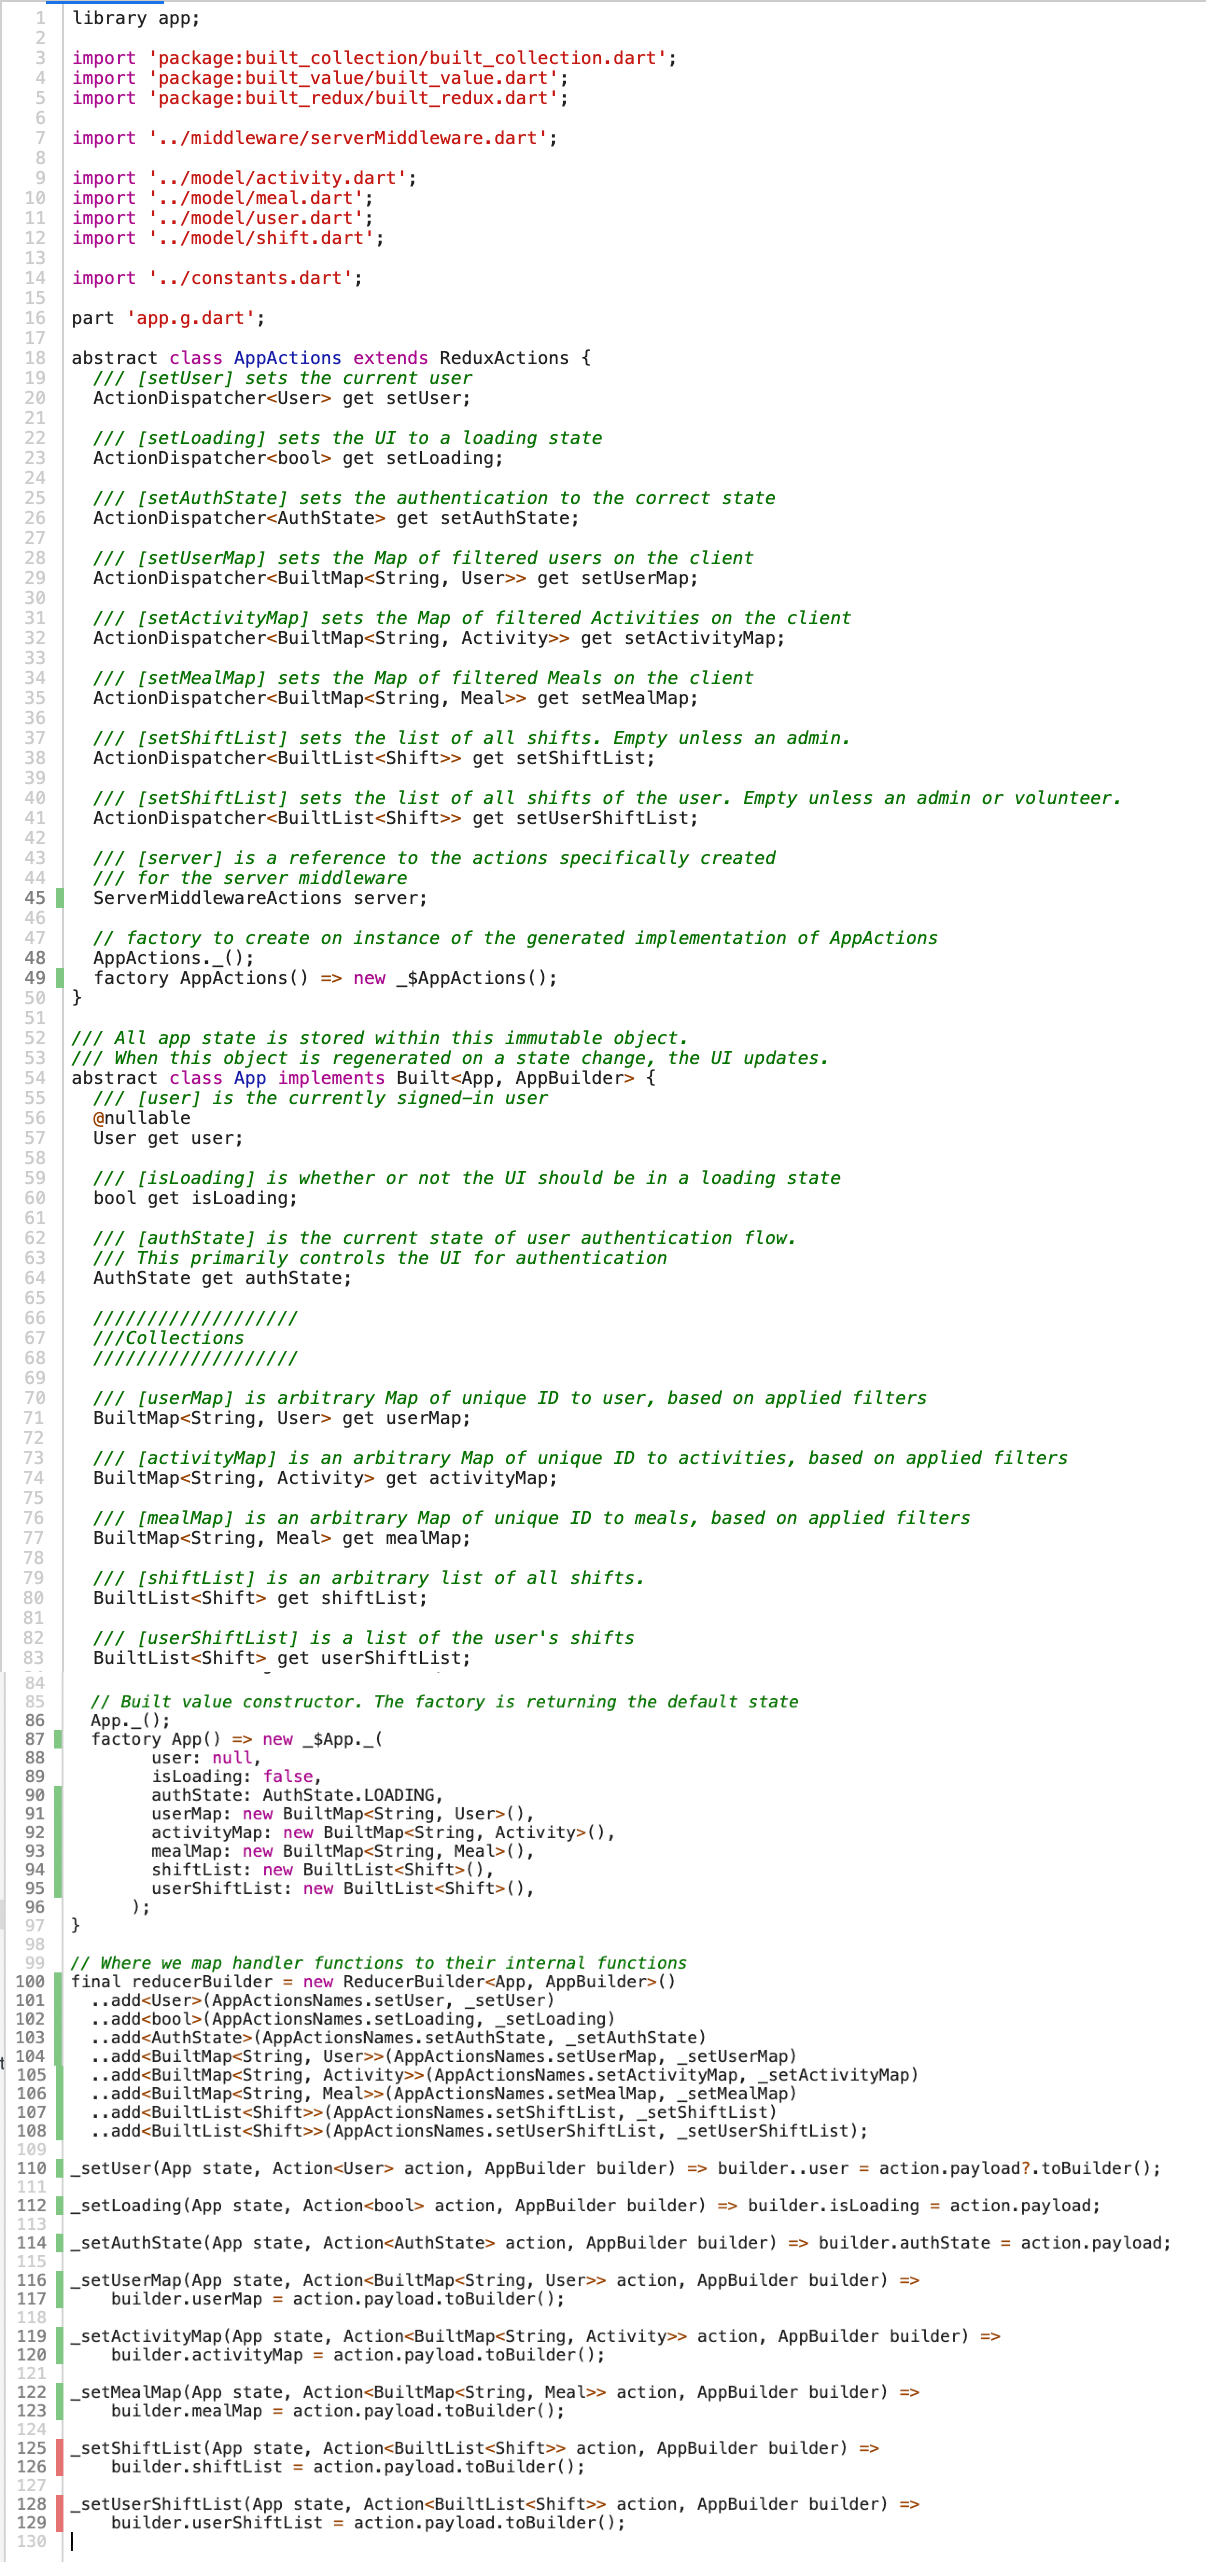 1 library app;
2
3 import 'package:built_collection/built_collection.dart';
4 import 'package:built_value/built_value.dart';
5 import 'package:built_redux/built_redux.dart';
6
7 import '../middleware/serverMiddleware.dart';
8
9 import '../model/activity.dart';
10 import '../model/meal.dart';
11 import '../model/user.dart';
12 import '../model/shift.dart';
13
14 import '../constants.dart';
15
16 part 'app.g.dart';
17
18 abstract class AppActions extends ReduxActions {
19   /// [setUser] sets the current user
20   ActionDispatcher<User> get setUser;
21
22   /// [setLoading] sets the UI to a loading state
23   ActionDispatcher<bool> get setLoading;
24
25   /// [setAuthState] sets the authentication to the correct state
26   ActionDispatcher<AuthState> get setAuthState;
27
28   /// [setUserMap] sets the Map of filtered users on the client
29   ActionDispatcher<BuiltMap<String, User>> get setUserMap;
30
31   /// [setActivityMap] sets the Map of filtered Activities on the client
32   ActionDispatcher<BuiltMap<String, Activity>> get setActivityMap;
33
34   /// [setMealMap] sets the Map of filtered Meals on the client
35   ActionDispatcher<BuiltMap<String, Meal>> get setMealMap;
36
37   /// [setShiftList] sets the list of all shifts. Empty unless an admin.
38   ActionDispatcher<BuiltList<Shift>> get setShiftList;
39
40   /// [setShiftList] sets the list of all shifts of the user. Empty unless an admin or volunteer.
41   ActionDispatcher<BuiltList<Shift>> get setUserShiftList;
42
43   /// [server] is a reference to the actions specifically created
44   /// for the server middleware
45   ServerMiddlewareActions server;
46
47   // factory to create on instance of the generated implementation of AppActions
48   AppActions._();
49   factory AppActions() => new _$AppActions();
50 }
51
52 /// All app state is stored within this immutable object.
53 /// When this object is regenerated on a state change, the UI updates.
54 abstract class App implements Built<App, AppBuilder> {
55   /// [user] is the currently signed-in user
56   @nullable
57   User get user;
58
59   /// [isLoading] is whether or not the UI should be in a loading state
60   bool get isLoading;
61
62   /// [authState] is the current state of user authentication flow.
63   /// This primarily controls the UI for authentication
64   AuthState get authState;
65
66   ///////////////////
67   ///Collections
68   ///////////////////
69
70   /// [userMap] is arbitrary Map of unique ID to user, based on applied filters
71   BuiltMap<String, User> get userMap;
72
73   /// [activityMap] is an arbitrary Map of unique ID to activities, based on applied filters
74   BuiltMap<String, Activity> get activityMap;
75
76   /// [mealMap] is an arbitrary Map of unique ID to meals, based on applied filters
77   BuiltMap<String, Meal> get mealMap;
78
79   /// [shiftList] is an arbitrary list of all shifts.
80   BuiltList<Shift> get shiftList;
81
82   /// [userShiftList] is a list of the user's shifts
83   BuiltList<Shift> get userShiftList;
84
85   // Built value constructor. The factory is returning the default state
86   App._();
87   factory App() => new _$App._(
88         user: null,
89         isLoading: false,
90         authState: AuthState.LOADING,
91         userMap: new BuiltMap<String, User>(),
92         activityMap: new BuiltMap<String, Activity>(),
93         mealMap: new BuiltMap<String, Meal>(),
94         shiftList: new BuiltList<Shift>(),
95         userShiftList: new BuiltList<Shift>(),
96       );
97 }
98
99 // Where we map handler functions to their internal functions
100 final reducerBuilder = new ReducerBuilder<App, AppBuilder>()
101   ..add<User>(AppActionsNames.setUser, _setUser)
102   ..add<bool>(AppActionsNames.setLoading, _setLoading)
103   ..add<AuthState>(AppActionsNames.setAuthState, _setAuthState)
104   ..add<BuiltMap<String, User>>(AppActionsNames.setUserMap, _setUserMap)
105   ..add<BuiltMap<String, Activity>>(AppActionsNames.setActivityMap, _setActivityMap)
106   ..add<BuiltMap<String, Meal>>(AppActionsNames.setMealMap, _setMealMap)
107   ..add<BuiltList<Shift>>(AppActionsNames.setShiftList, _setShiftList)
108   ..add<BuiltList<Shift>>(AppActionsNames.setUserShiftList, _setUserShiftList);
109
110 _setUser(App state, Action<User> action, AppBuilder builder) => builder..user = action.payload?.toBuilder();
111
112 _setLoading(App state, Action<bool> action, AppBuilder builder) => builder.isLoading = action.payload;
113
114 _setAuthState(App state, Action<AuthState> action, AppBuilder builder) => builder.authState = action.payload;
115
116 _setUserMap(App state, Action<BuiltMap<String, User>> action, AppBuilder builder) =>
117     builder.userMap = action.payload.toBuilder();
118
119 _setActivityMap(App state, Action<BuiltMap<String, Activity>> action, AppBuilder builder) =>
120     builder.activityMap = action.payload.toBuilder();
121
122 _setMealMap(App state, Action<BuiltMap<String, Meal>> action, AppBuilder builder) =>
123     builder.mealMap = action.payload.toBuilder();
124
125 _setShiftList(App state, Action<BuiltList<Shift>> action, AppBuilder builder) =>
126     builder.shiftList = action.payload.toBuilder();
127
128 _setUserShiftList(App state, Action<BuiltList<Shift>> action, AppBuilder builder) =>
129     builder.userShiftList = action.payload.toBuilder();
130